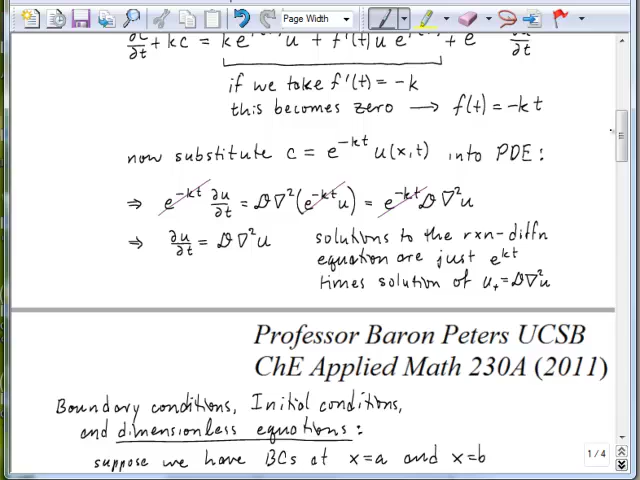 Page Width
∂C/∂t + kc = k e u + f'(t) u e + e
if we take f'(t) = -k
this becomes zero → f(t) = -kt
now substitute c = e^{-kt} u(x,t) into PDE:
⇒ e^{-kt} ∂u/∂t = D∇²(e^{-kt} u) = e^{-kt} D∇²u
⇒ ∂u/∂t = D∇²u solutions to the rxn-diffn
equation are just e^{kt}
times solution of u_t = D∇²u
Professor Baron Peters UCSB
ChE Applied Math 230A (2011)
Boundary conditions, Initial conditions,
and dimensionless equations:
1/4
suppose we have BCs at x=a and x=b